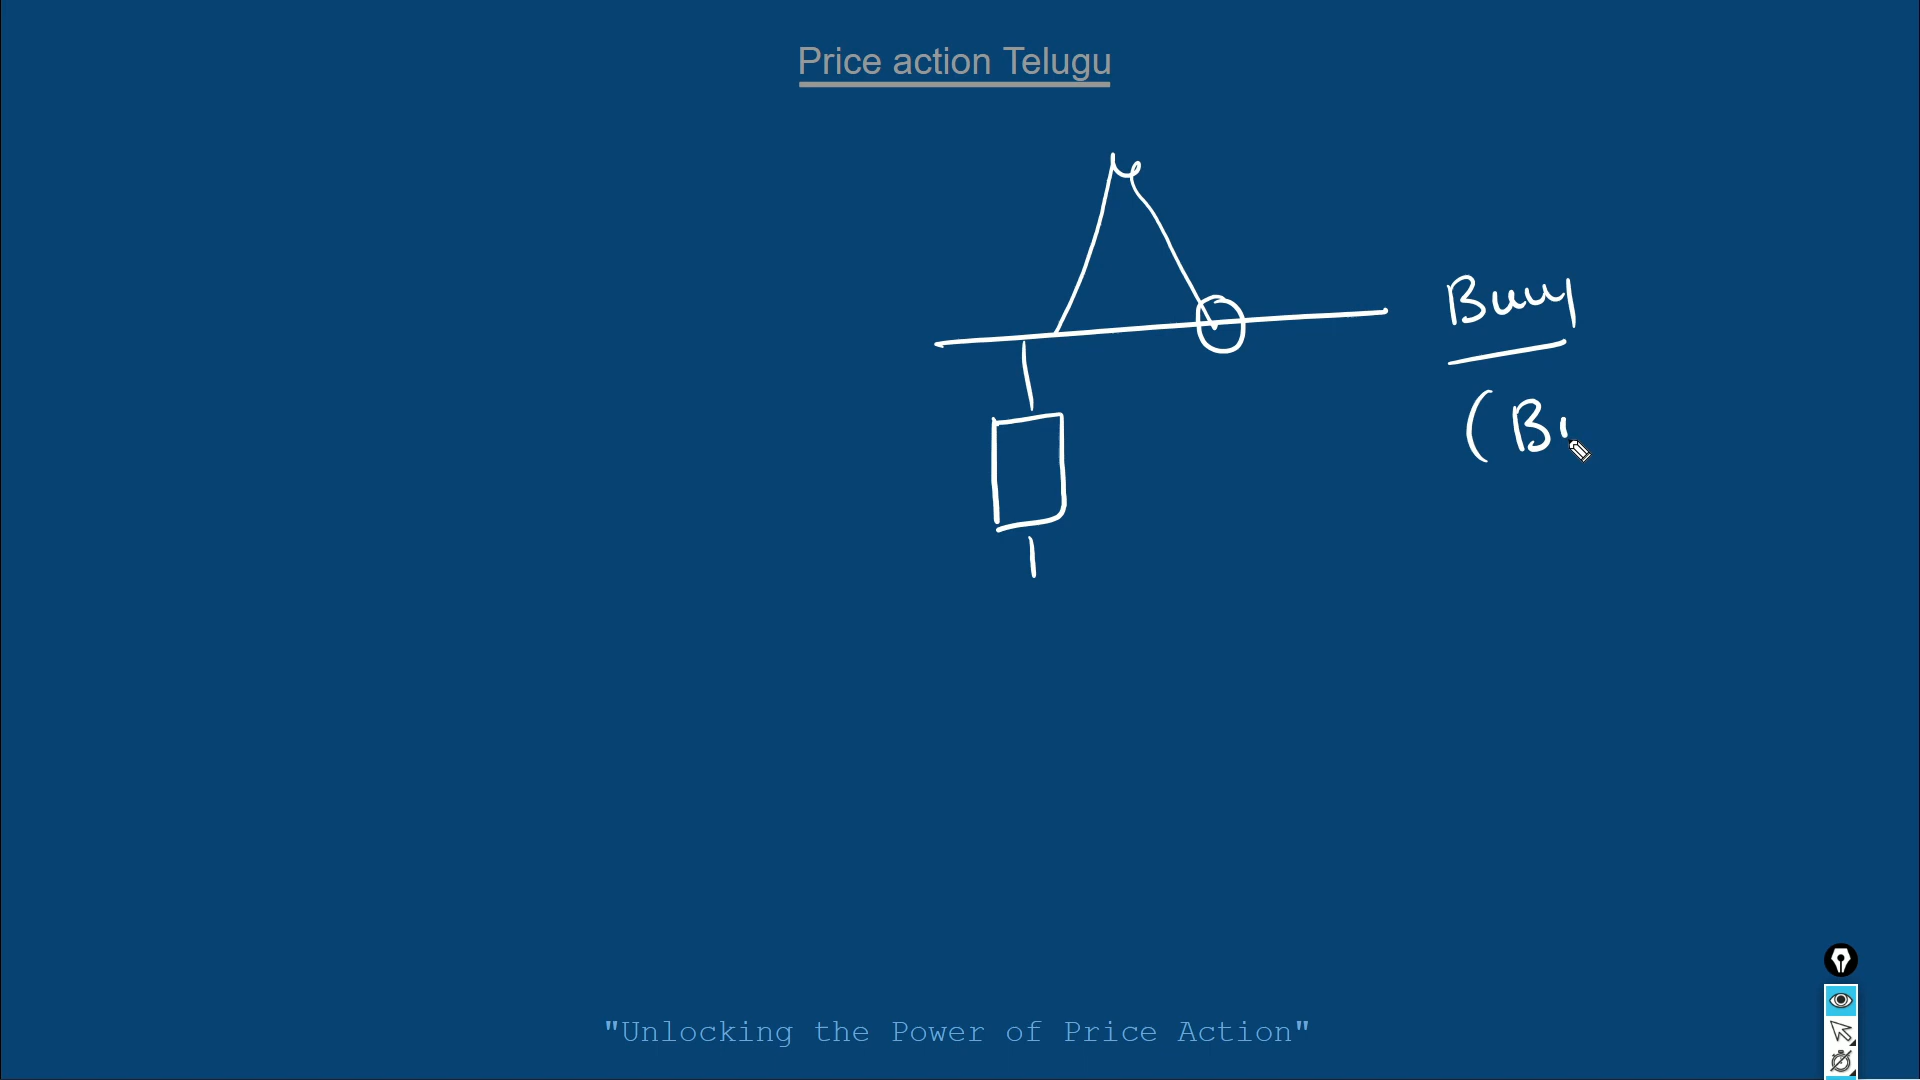 Price action Telugu
Buy
(B
"Unlocking the Power of Price Action"